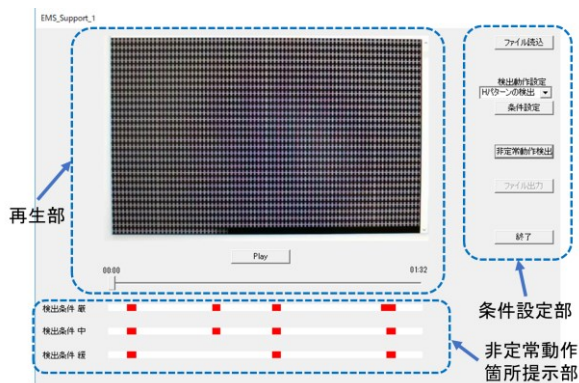 EMS_Support_1
ファイル読込
検出動作設定
Hパターンの検出
条件設定
非定常動作検出
ファイル出力
終了
再生部
Play
00:00
01:32
条件設定部
検出条件 厳
検出条件 中
検出条件 緩
非定常動作
箇所提示部